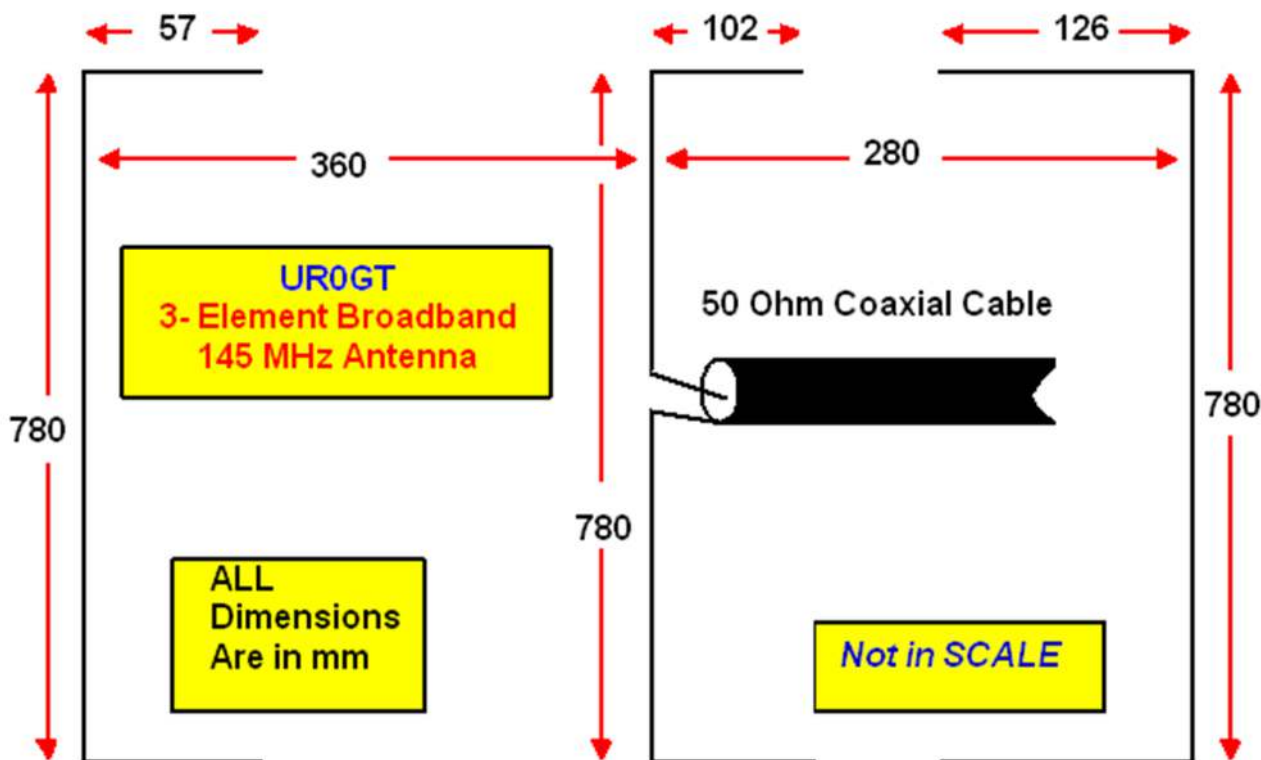 57
102
126
360
280
UR0GT
3- Element Broadband
145 MHz Antenna
50 Ohm Coaxial Cable
780
780
780
ALL
Dimensions
Are in mm
Not in SCALE